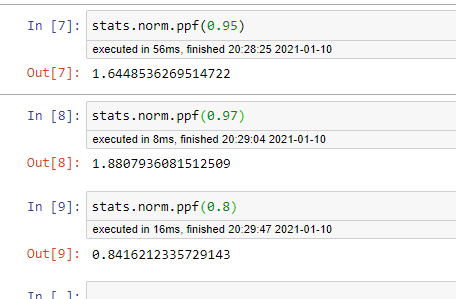 In [7]: stats.norm.ppf(0.95)
executed in 56ms, finished 20:28:25 2021-01-10
Out[7]: 1.6448536269514722
In [8]: stats.norm.ppf(0.97)
executed in 8ms, finished 20:29:04 2021-01-10
Out[8]: 1.8807936081512509
In [9]: stats.norm.ppf(0.8)
executed in 16ms, finished 20:29:47 2021-01-10
Out[9]: 0.8416212335729143
In [ ]: